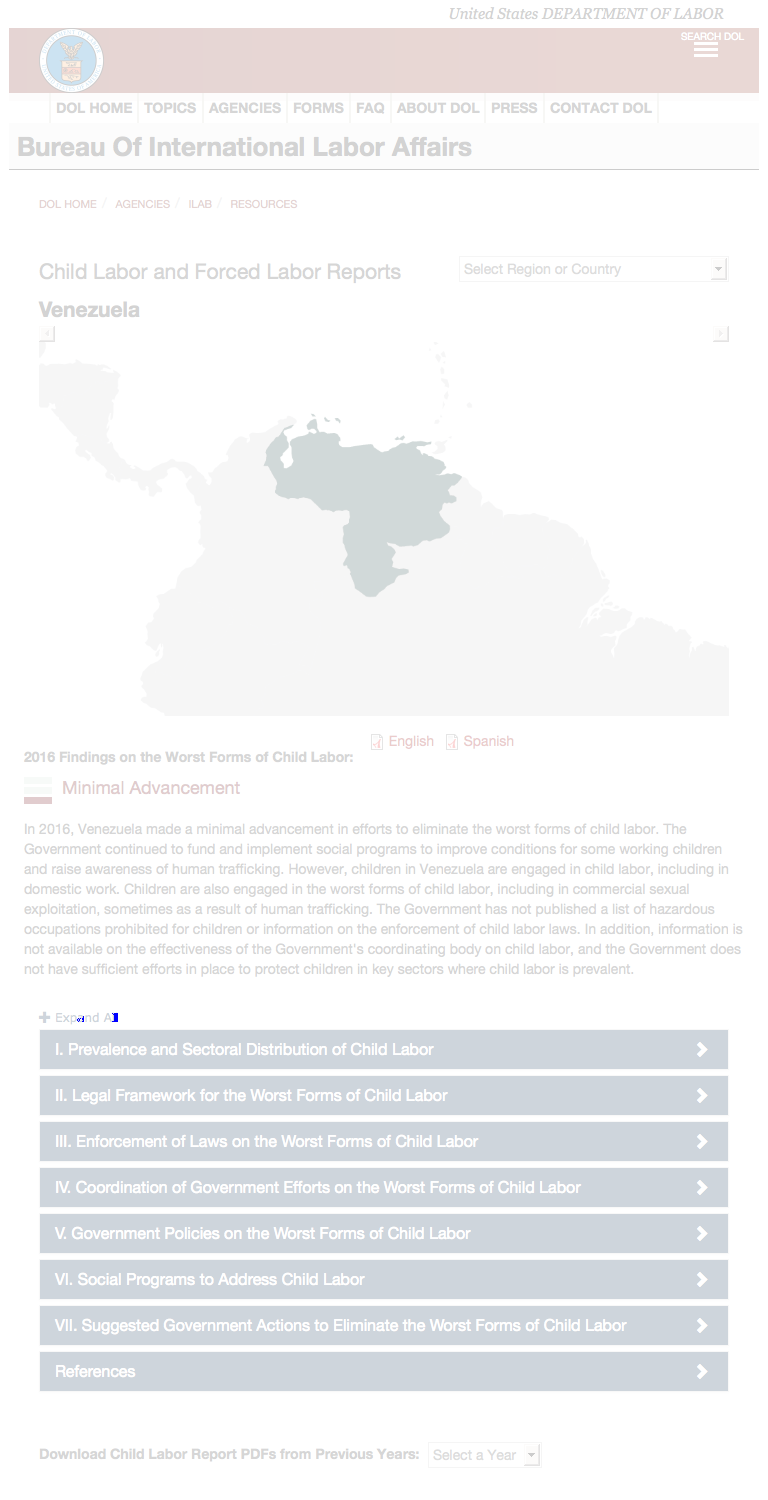 United States DEPARTMENT OF LABOR
SEARCH DOL
DOL HOME TOPICS AGENCIES FORMS FAQ ABOUT DOL PRESS CONTACT DOL
Bureau Of International Labor Affairs
DOL HOME / AGENCIES / ILAB / RESOURCES
Child Labor and Forced Labor Reports
Select Region or Country
Venezuela
English Spanish
2016 Findings on the Worst Forms of Child Labor:
Minimal Advancement
In 2016, Venezuela made a minimal advancement in efforts to eliminate the worst forms of child labor. The
Government continued to fund and implement social programs to improve conditions for some working children
and raise awareness of human trafficking. However, children in Venezuela are engaged in child labor, including in
domestic work. Children are also engaged in the worst forms of child labor, including in commercial sexual
exploitation, sometimes as a result of human trafficking. The Government has not published a list of hazardous
occupations prohibited for children or information on the enforcement of child labor laws. In addition, information is
not available on the effectiveness of the Government's coordinating body on child labor, and the Government does
not have sufficient efforts in place to protect children in key sectors where child labor is prevalent.
Expand
I. Prevalence and Sectoral Distribution of Child Labor
II. Legal Framework for the Worst Forms of Child Labor
III. Enforcement of Laws on the Worst Forms of Child Labor
IV. Coordination of Government Efforts on the Worst Forms of Child Labor
V. Government Policies on the Worst Forms of Child Labor
VI. Social Programs to Address Child Labor
VII. Suggested Government Actions to Eliminate the Worst Forms of Child Labor
References
Download Child Labor Report PDFs from Previous Years: Select a Year